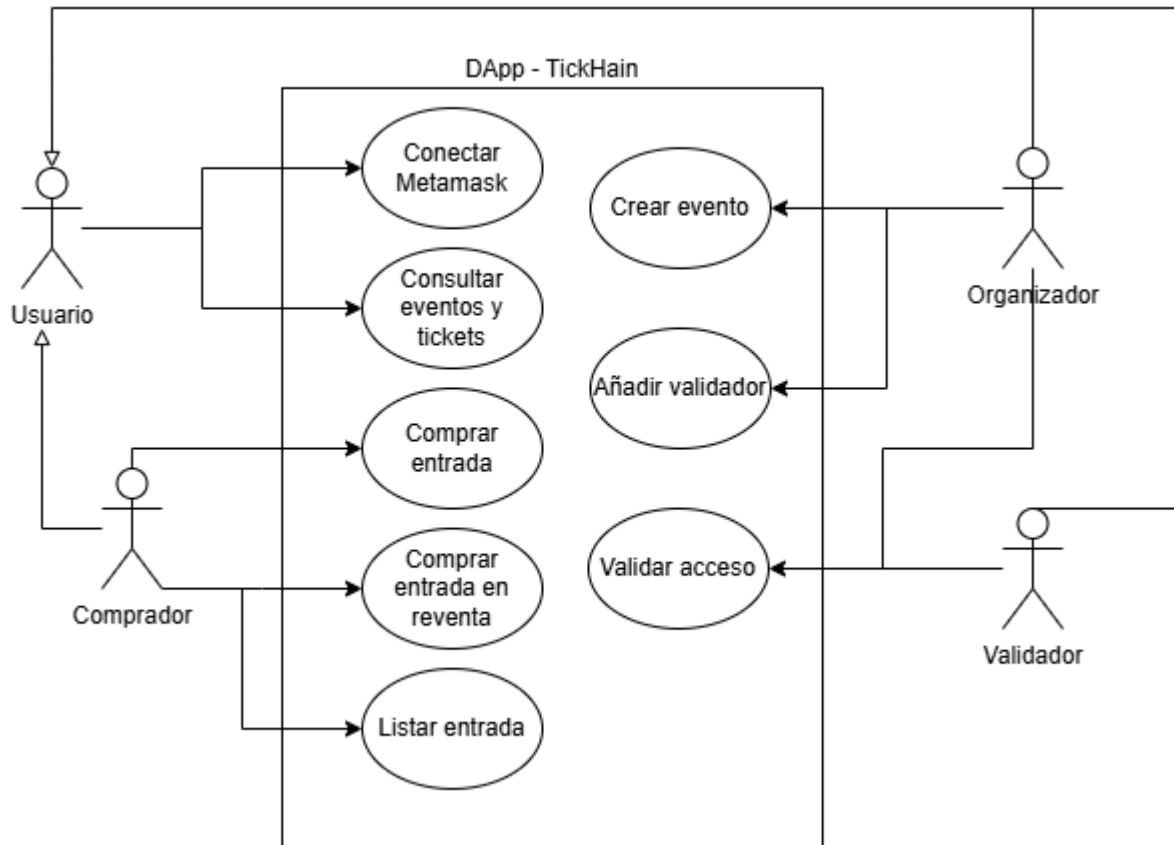 DApp - TickHain
Conectar
Metamask
Crear evento
Usuario
Consultar
eventos y
tickets
Organizador
Añadir validador
Comprar
entrada
Comprador
Comprar
entrada en
reventa
Validar acceso
Validador
Listar entrada